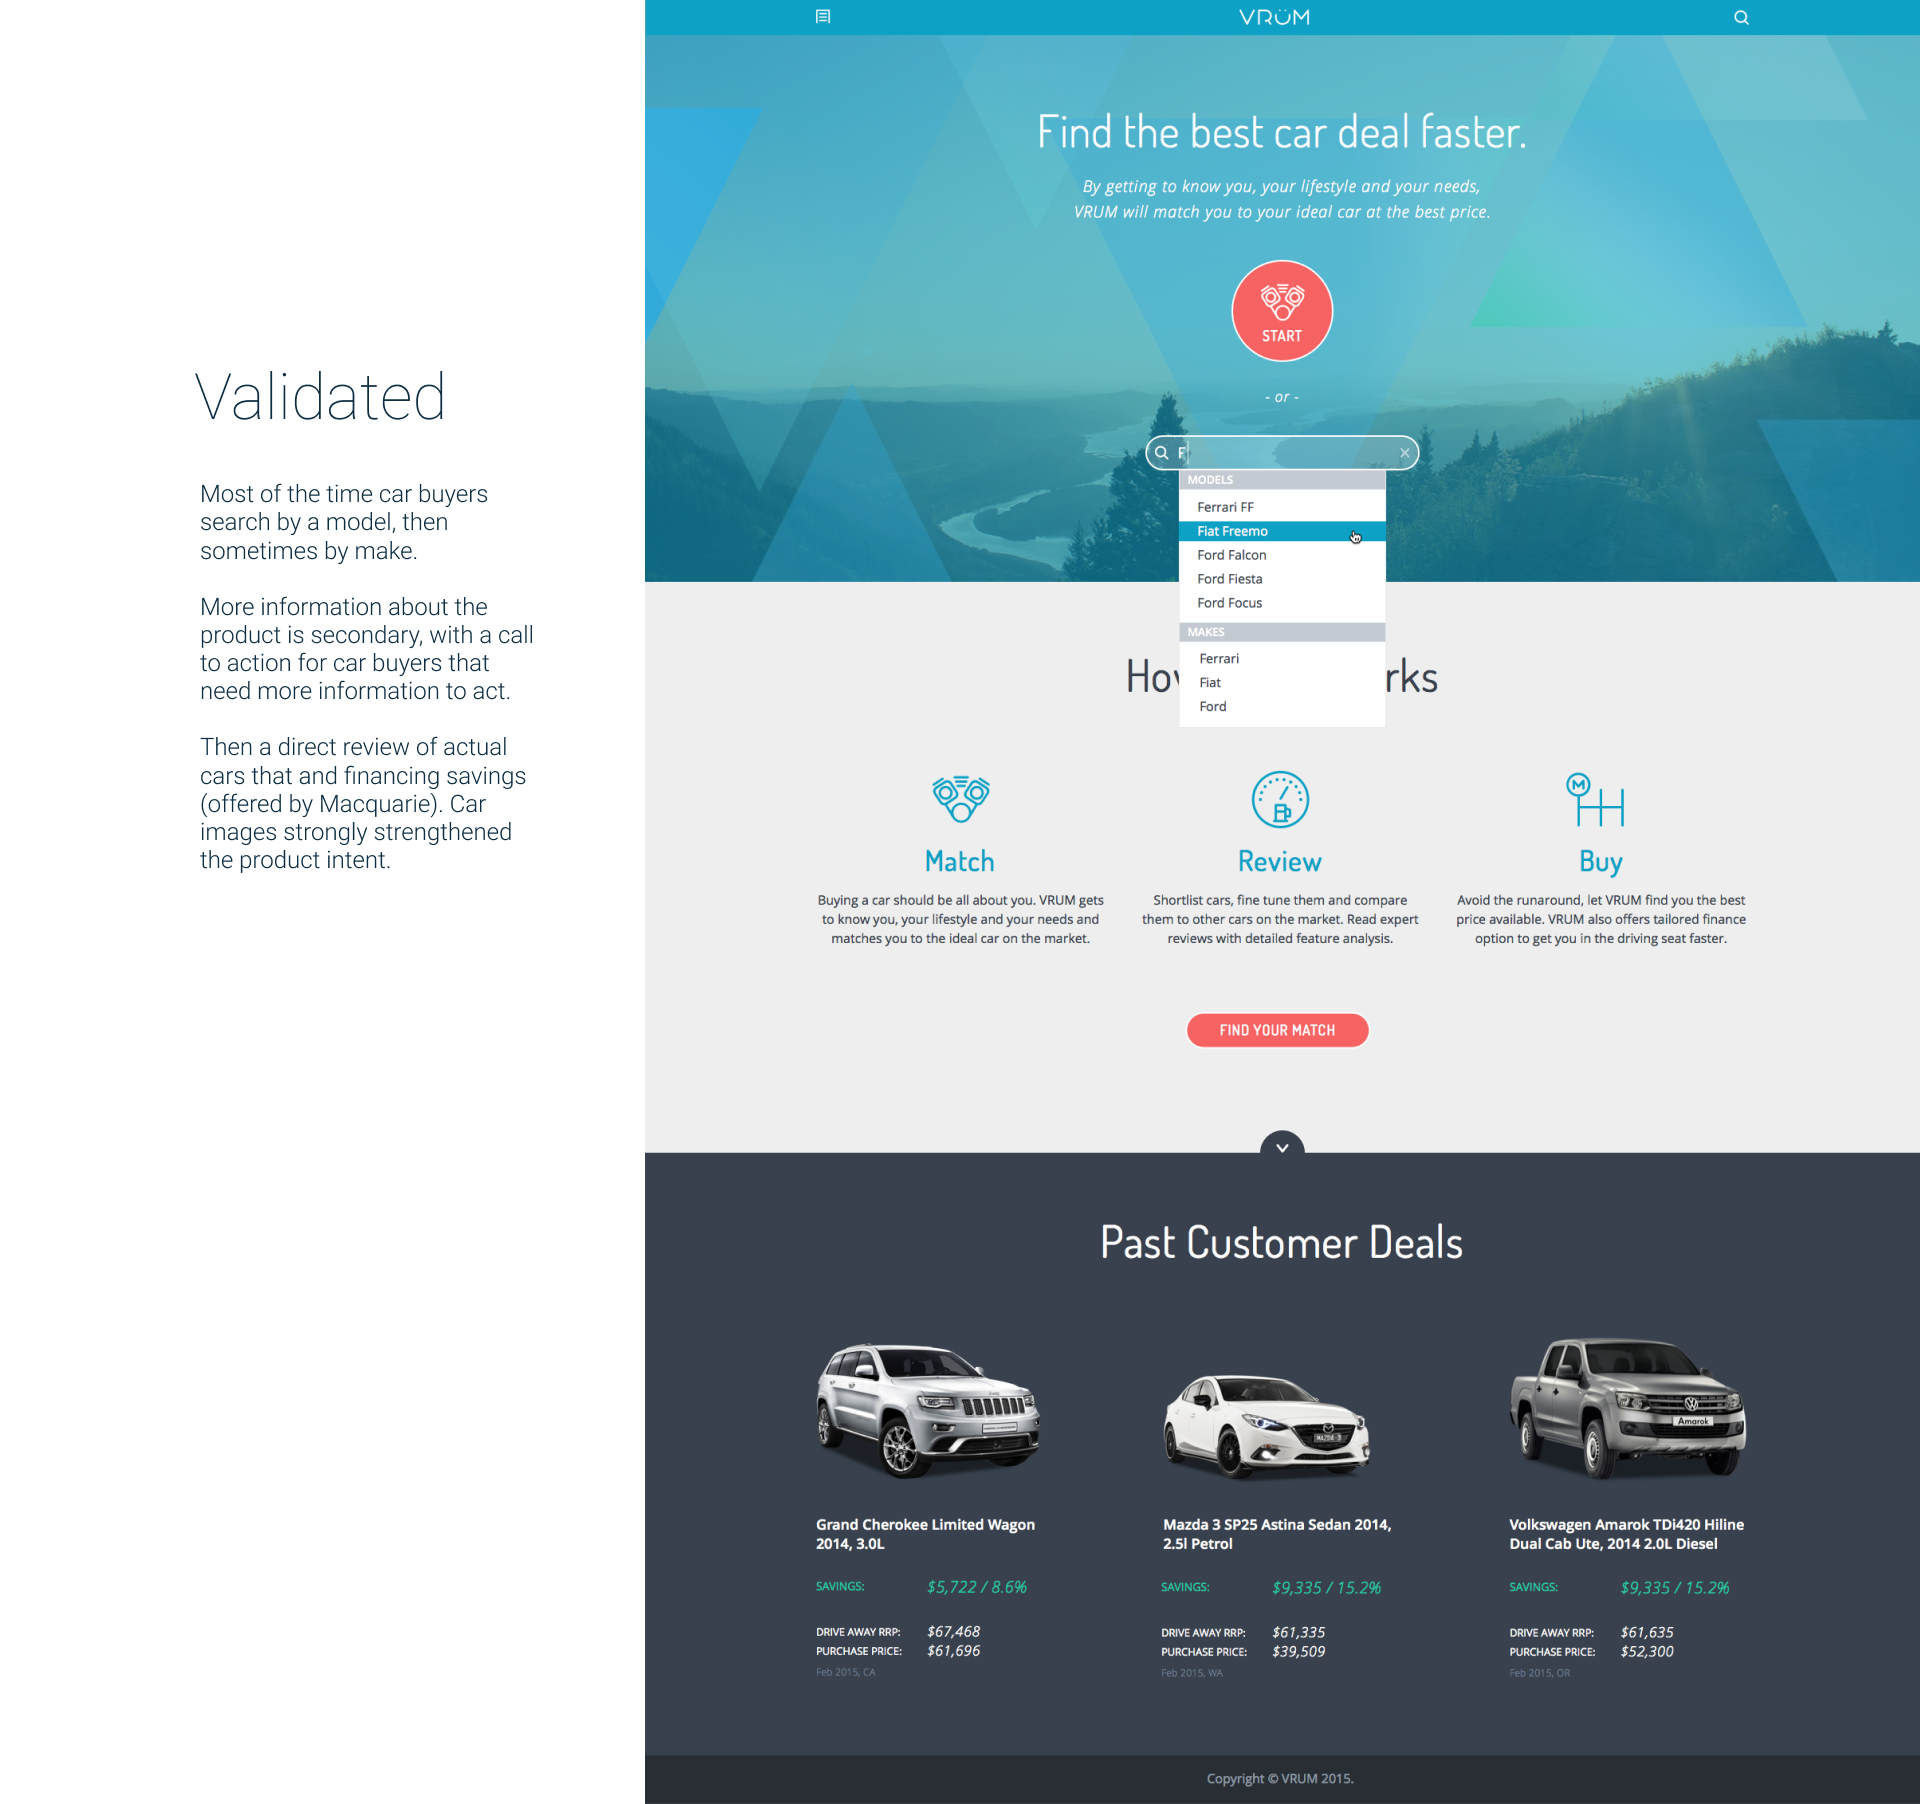 Validated
Most of the time car buyers
search by a model, then
sometimes by make.
More information about the
product is secondary, with a call
to action for car buyers that
need more information to act.
Then a direct review of actual
cars that and financing savings
(offered by Macquarie). Car
images strongly strengthened
the product intent.
VRÜM
Find the best car deal faster.
By getting to know you, your lifestyle and your needs,
VRUM will match you to your ideal car at the best price.
START
- or -
F
MODELS
Ferrari FF
Fiat Freemo
Ford Falcon
Ford Fiesta
Ford Focus
MAKES
Ferrari
Fiat
Ford
M
Match
Review
Buy
Buying a car should be all about you. VRUM gets
to know you, your lifestyle and your needs and
matches you to the ideal car on the market.
Shortlist cars, fine tune them and compare
them to other cars on the market. Read expert
reviews with detailed feature analysis.
Avoid the runaround, let VRUM find you the best
price available. VRUM also offers tailored finance
option to get you in the driving seat faster.
FIND YOUR MATCH
Past Customer Deals
MAZDA-3
Amarok
Grand Cherokee Limited Wagon
2014, 3.0L
SAVINGS: $5,722 / 8.6%
DRIVE AWAY RRP: $67,468
PURCHASE PRICE: $61,696
Feb 2015, CA
Mazda 3 SP25 Astina Sedan 2014,
2.5l Petrol
SAVINGS: $9,335 / 15.2%
DRIVE AWAY RRP: $61,335
PURCHASE PRICE: $39,509
Feb 2015, WA
Volkswagen Amarok TDi420 Hiline
Dual Cab Ute, 2014 2.0L Diesel
SAVINGS: $9,335 / 15.2%
DRIVE AWAY RRP: $61,635
PURCHASE PRICE: $52,300
Feb 2015, OR
Copyright © VRUM 2015.